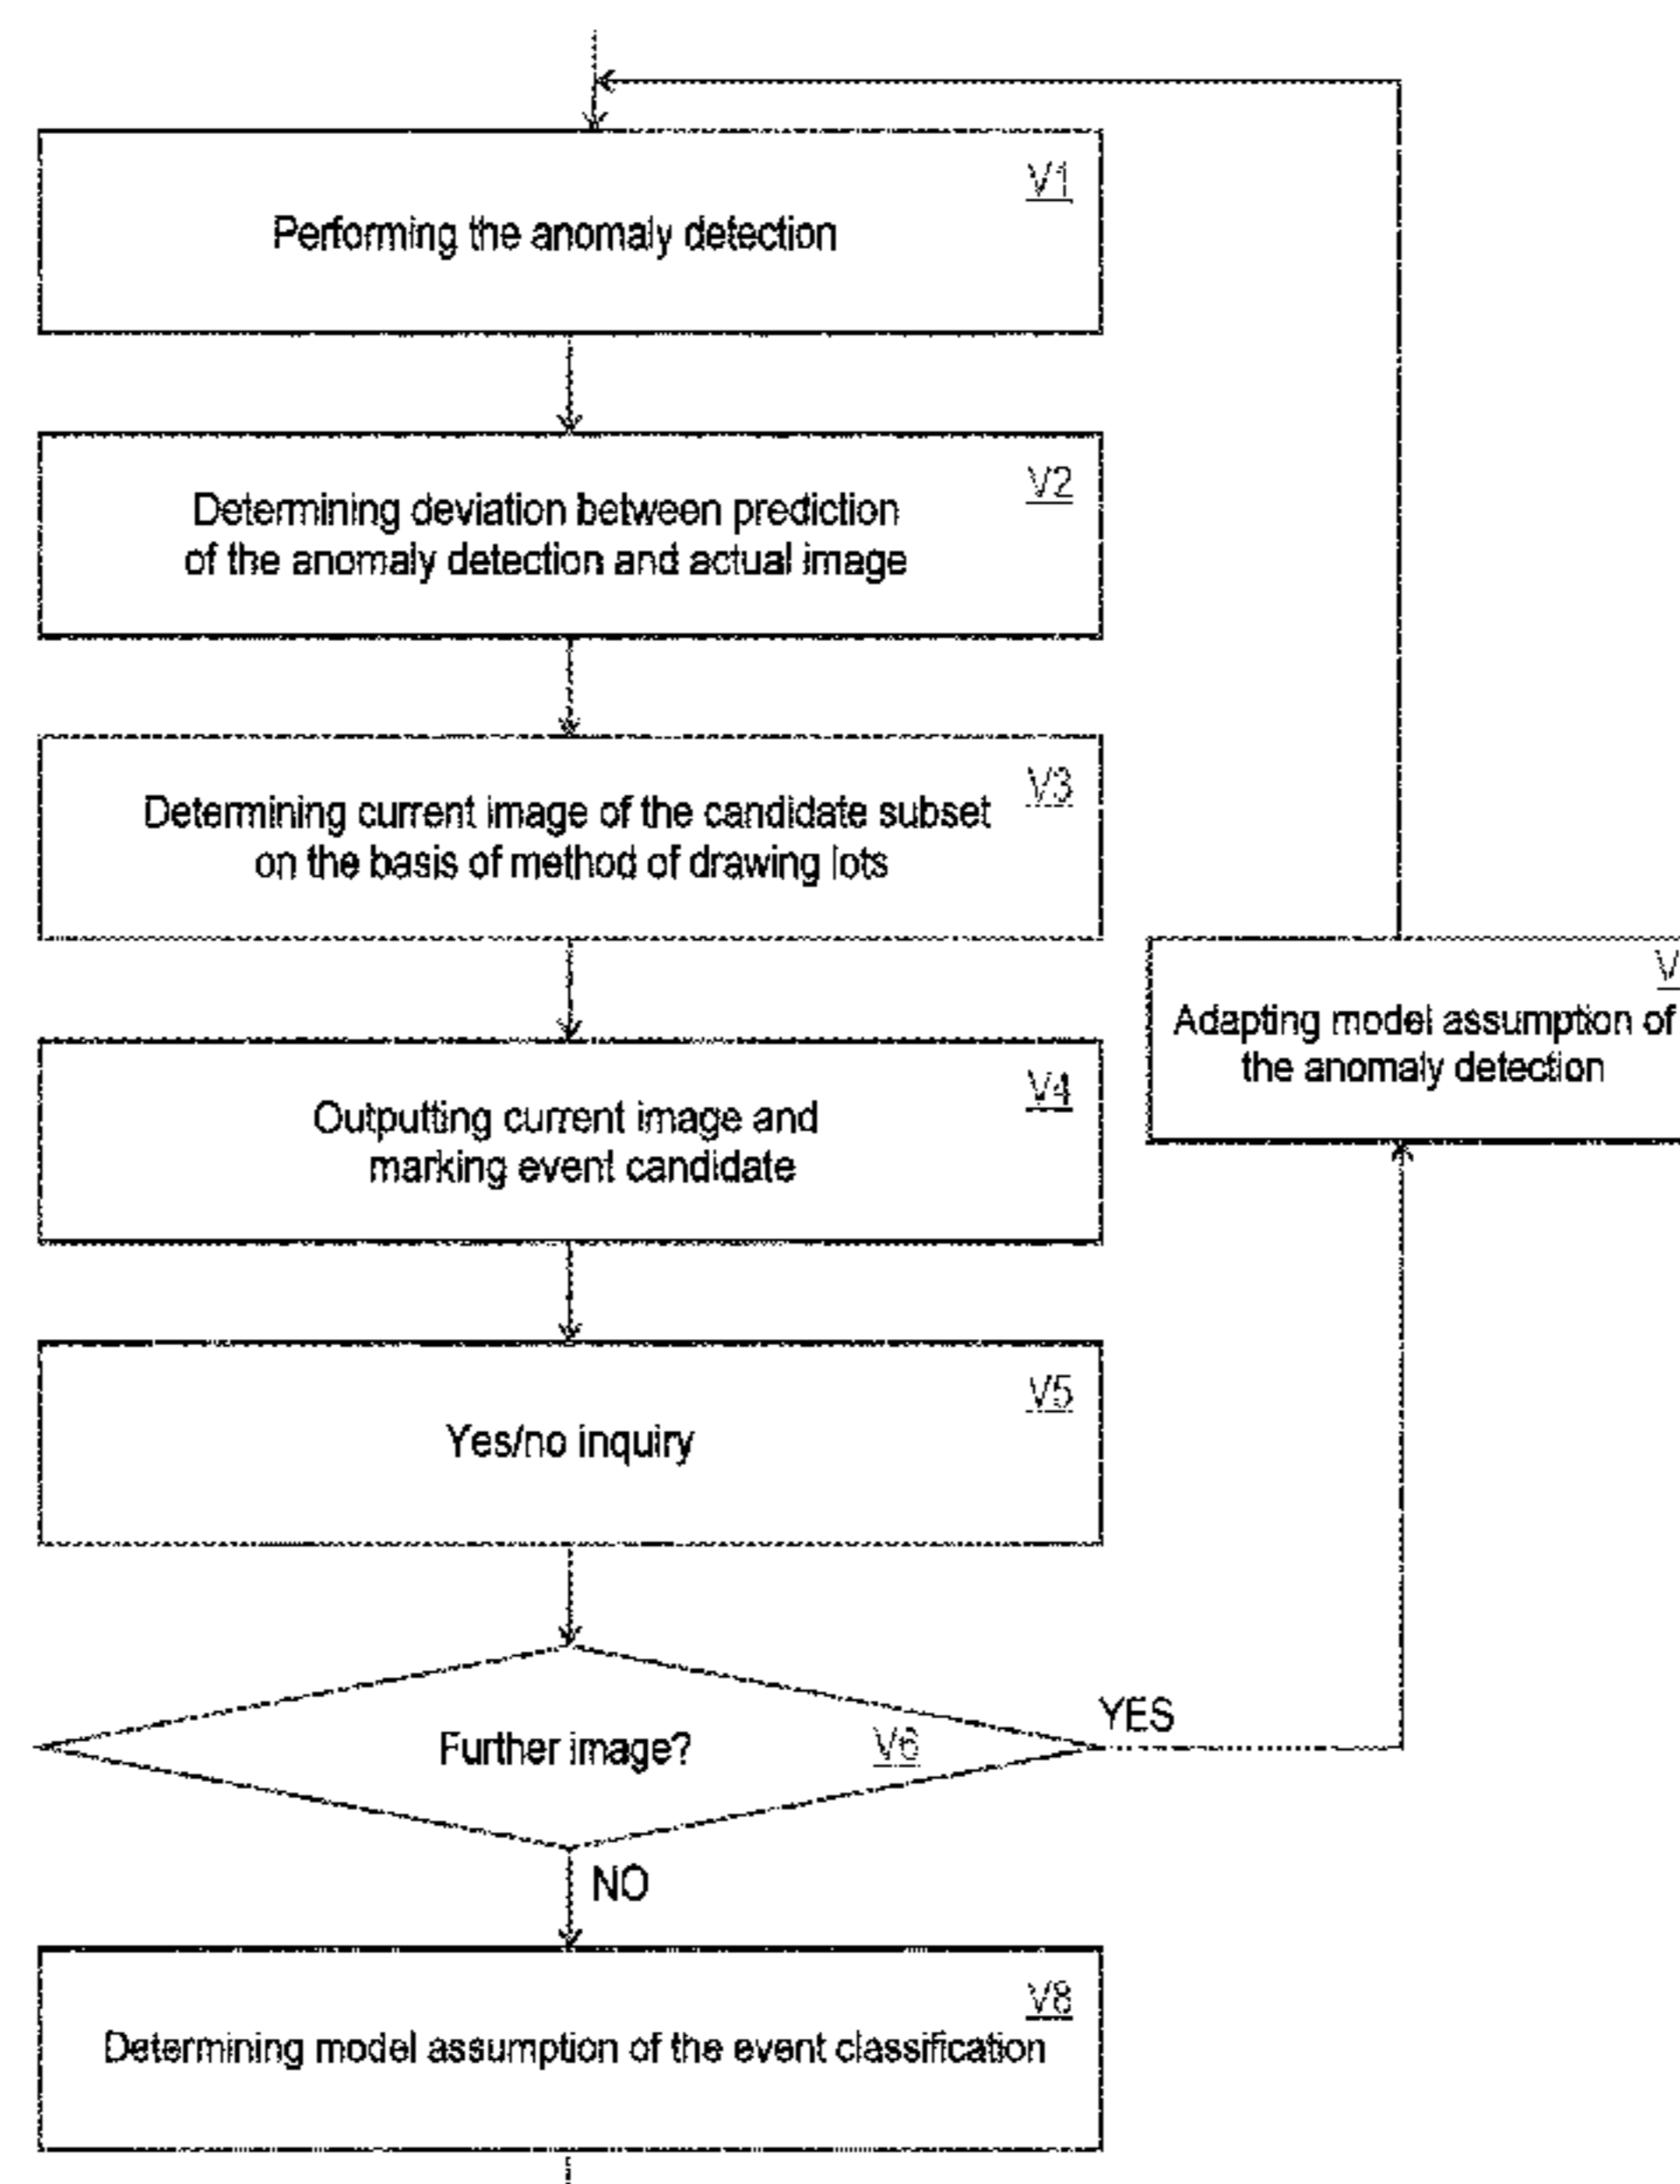 V1
Performing the anomaly detection
V2
Determining deviation between prediction
of the anomaly detection and actual image
V3
Determining current image of the candidate subset
on the basis of method of drawing lots
V
Adapting model assumption of
the anomaly detection
V4
Outputting current image and
marking event candidate
V5
Yes/no inquiry
Further image?
V6
YES
NO
V8
Determining model assumption of the event classification